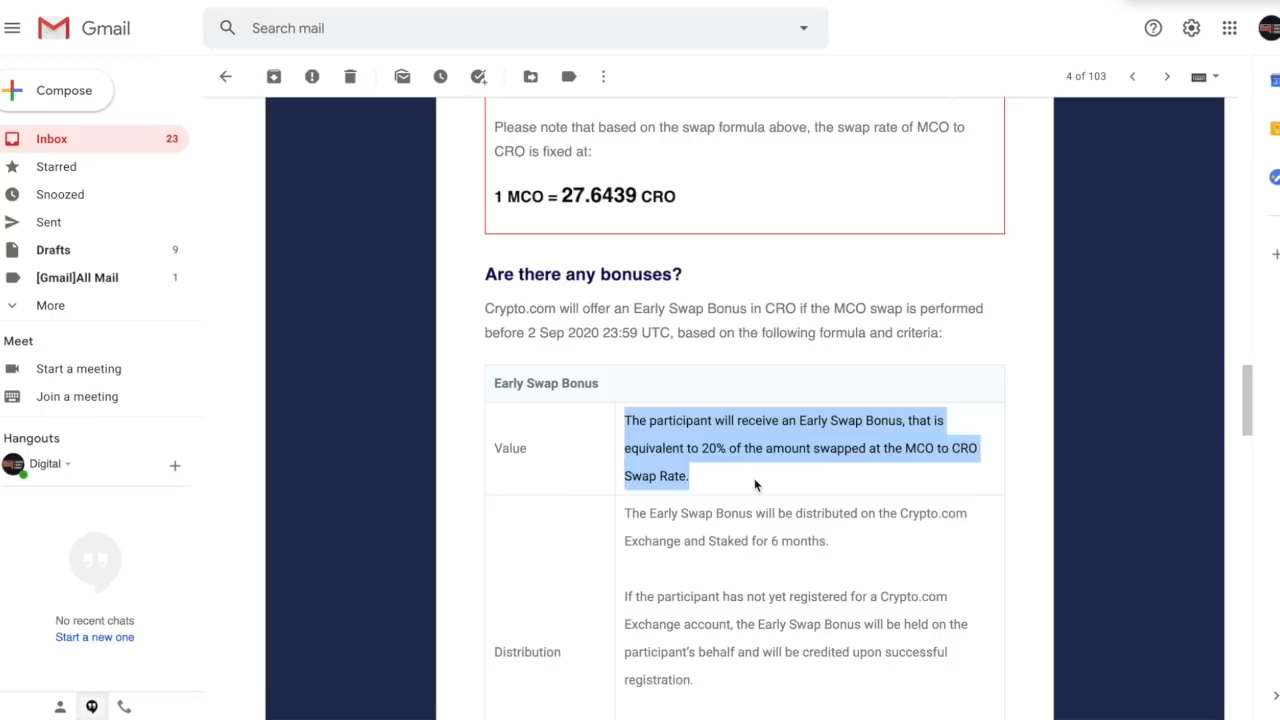 Gmail
Search mail
Compose
4 of 103
Inbox 23
Starred
Snoozed
Sent
Drafts 9
[Gmail]All Mail 1
More
Meet
Start a meeting
Join a meeting
Hangouts
Digital
No recent chats
Start a new one
Please note that based on the swap formula above, the swap rate of MCO to
CRO is fixed at:
1 MCO = 27.6439 CRO
Are there any bonuses?
Crypto.com will offer an Early Swap Bonus in CRO if the MCO swap is performed
before 2 Sep 2020 23:59 UTC, based on the following formula and criteria:
Early Swap Bonus
Value
The participant will receive an Early Swap Bonus, that is
equivalent to 20% of the amount swapped at the MCO to CRO
Swap Rate.
Distribution
The Early Swap Bonus will be distributed on the Crypto.com
Exchange and Staked for 6 months.
If the participant has not yet registered for a Crypto.com
Exchange account, the Early Swap Bonus will be held on the
participant's behalf and will be credited upon successful
registration.